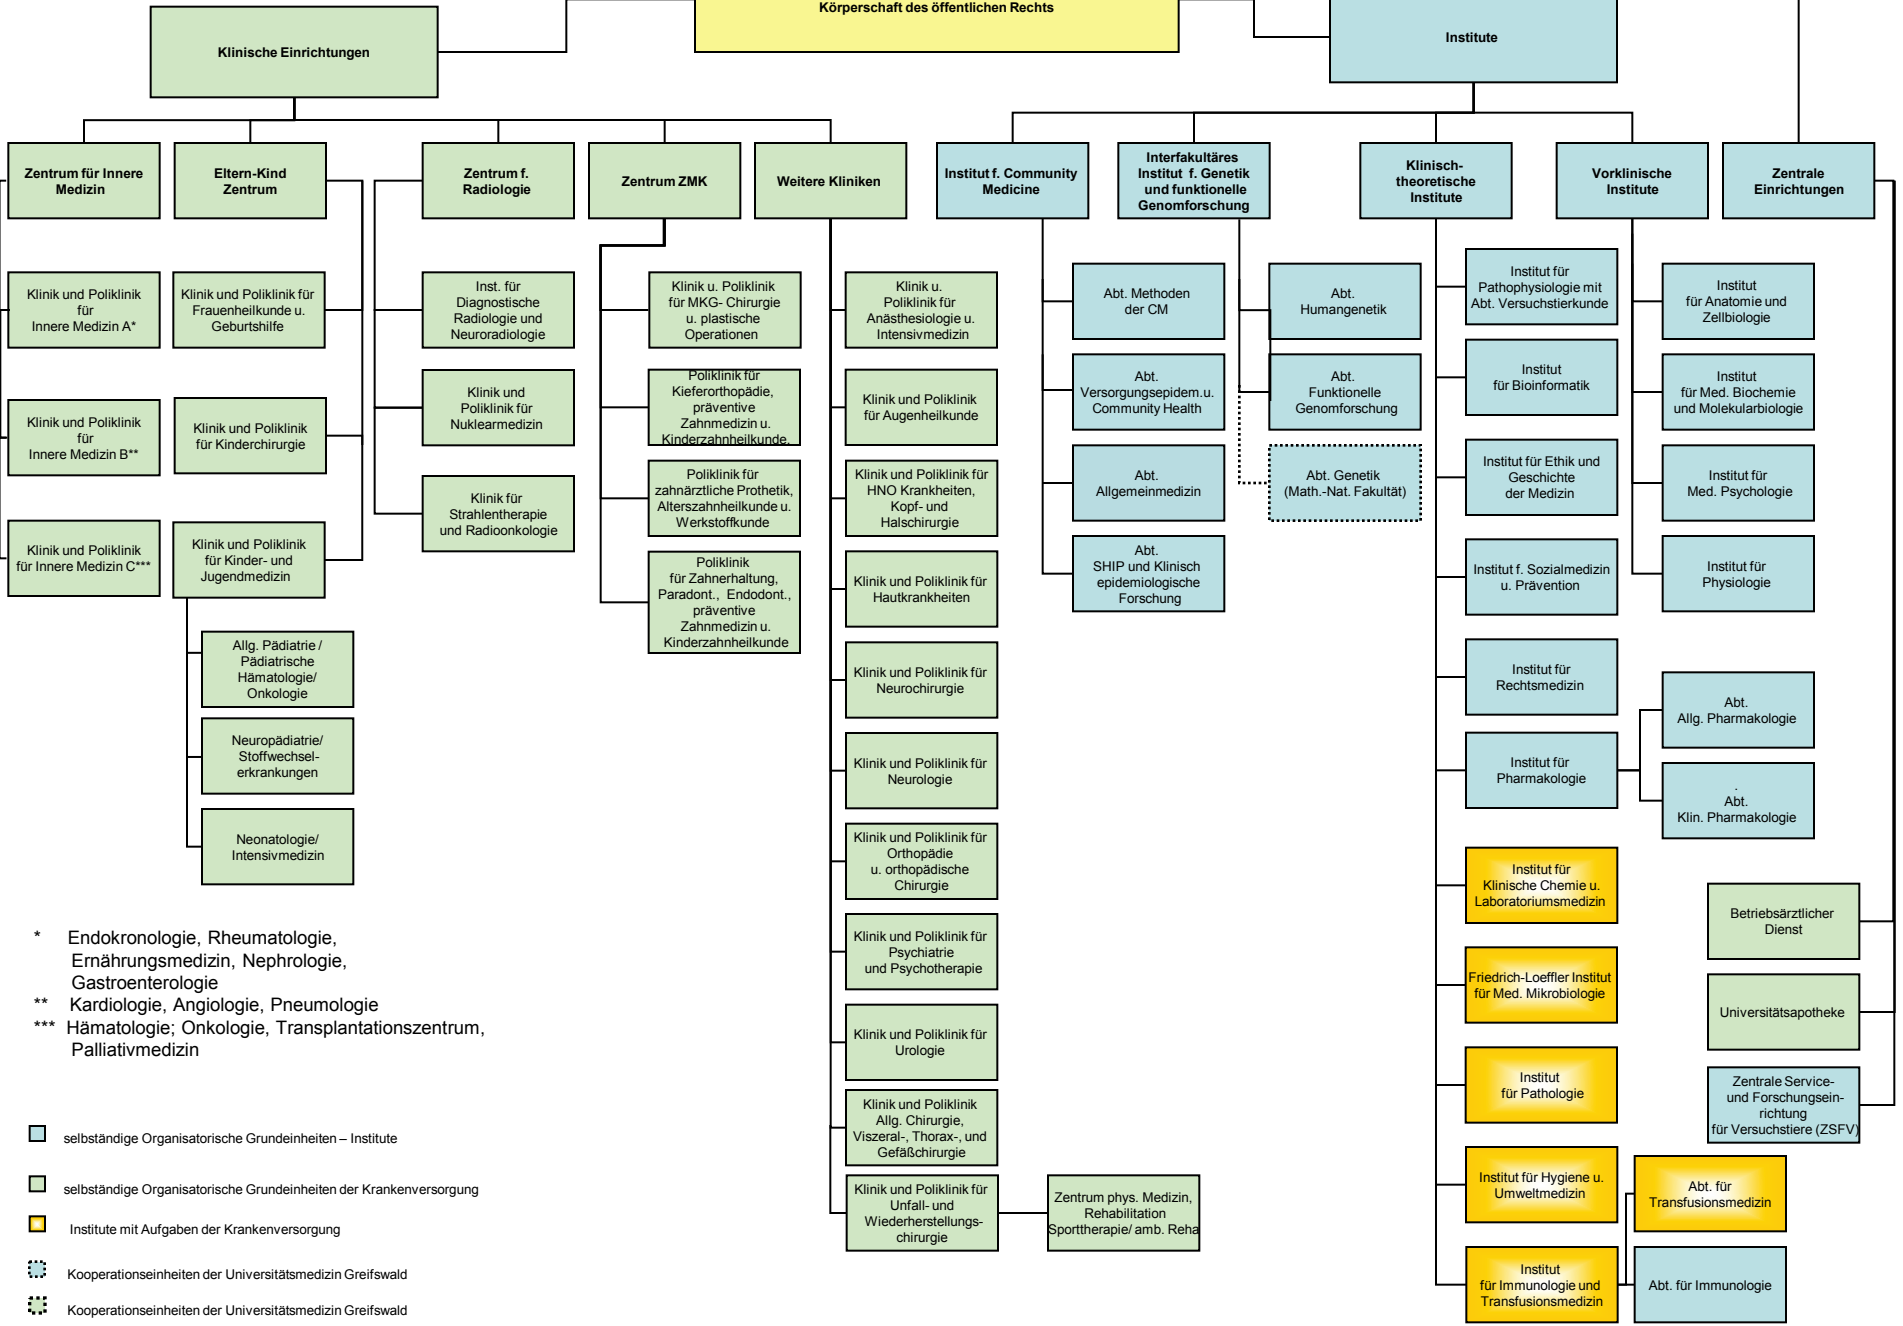 Körperschaft des öffentlichen Rechts
Klinische Einrichtungen
Institute
Zentrum für Innere
Medizin
Eltern-Kind
Zentrum
Zentrum f.
Radiologie
Zentrum ZMK
Weitere Kliniken
Institut f. Community
Medicine
Interfakultäres
Institut f. Genetik
und funktionelle
Genomforschung
Klinisch-
theoretische
Institute
Vorklinische
Institute
Zentrale
Einrichtungen
Klinik und Poliklinik
für
Innere Medizin A*
Klinik und Poliklinik
für
Innere Medizin B**
Klinik und Poliklinik
für Innere Medizin C***
Klinik und Poliklinik für
Frauenheilkunde u.
Geburtshilfe
Klinik und Poliklinik
für Kinderchirurgie
Klinik und Poliklinik
für Kinder- und
Jugendmedizin
Allg. Pädiatrie /
Pädiatrische
Hämatologie/
Onkologie
Neuropädiatrie/
Stoffwechsel-
erkrankungen
Neonatologie/
Intensivmedizin
Inst. für
Diagnostische
Radiologie und
Neuroradiologie
Klinik und
Poliklinik für
Nuklearmedizin
Klinik für
Strahlentherapie
und Radioonkologie
Klinik u. Poliklinik
für MKG- Chirurgie
u. plastische
Operationen
Poliklinik für
Kieferorthopädie,
präventive
Zahnmedizin u.
Kinderzahnheilkunde,
Poliklinik für
zahnärztliche Prothetik,
Alterszahnheilkunde u.
Werkstoffkunde
Poliklinik
für Zahnerhaltung,
Paradont., Endodont.,
präventive
Zahnmedizin u.
Kinderzahnheilkunde
Klinik u.
Poliklinik für
Anästhesiologie u.
Intensivmedizin
Klinik und Poliklinik
für Augenheilkunde
Klinik und Poliklinik für
HNO Krankheiten,
Kopf- und
Halschirurgie
Klinik und Poliklinik für
Hautkrankheiten
Klinik und Poliklinik für
Neurochirurgie
Klinik und Poliklinik für
Neurologie
Klinik und Poliklinik für
Orthopädie
u. orthopädische
Chirurgie
Klinik und Poliklinik für
Psychiatrie
und Psychotherapie
Klinik und Poliklinik für
Urologie
Klinik und Poliklinik
Allg. Chirurgie,
Viszeral-, Thorax-, und
Gefäßchirurgie
Klinik und Poliklinik für
Unfall- und
Wiederherstellungs-
chirurgie
Zentrum phys. Medizin,
Rehabilitation
Sporttherapie/ amb. Reha
Abt. Methoden
der CM
Abt.
Versorgungsepidem.u.
Community Health
Abt.
Allgemeinmedizin
Abt.
SHIP und Klinisch
epidemiologische
Forschung
Abt.
Humangenetik
Abt.
Funktionelle
Genomforschung
Abt. Genetik
(Math.-Nat. Fakultät)
Institut für
Pathophysiologie mit
Abt. Versuchstierkunde
Institut
für Bioinformatik
Institut für Ethik und
Geschichte
der Medizin
Institut f. Sozialmedizin
u. Prävention
Institut für
Rechtsmedizin
Institut für
Pharmakologie
Institut für
Klinische Chemie u.
Laboratoriumsmedizin
Friedrich-Loeffler Institut
für Med. Mikrobiologie
Institut
für Pathologie
Institut für Hygiene u.
Umweltmedizin
Institut
für Immunologie und
Transfusionsmedizin
Institut
für Anatomie und
Zellbiologie
Institut
für Med. Biochemie
und Molekularbiologie
Institut für
Med. Psychologie
Institut für
Physiologie
Abt.
Allg. Pharmakologie
.
Abt.
Klin. Pharmakologie
Abt. für
Transfusionsmedizin
Abt. für Immunologie
Betriebsärztlicher
Dienst
Universitätsapotheke
Zentrale Service-
und Forschungsein-
richtung
für Versuchstiere (ZSFV)
* Endokronologie, Rheumatologie,
Ernährungsmedizin, Nephrologie,
Gastroenterologie
** Kardiologie, Angiologie, Pneumologie
*** Hämatologie; Onkologie, Transplantationszentrum,
Palliativmedizin
selbständige Organisatorische Grundeinheiten – Institute
selbständige Organisatorische Grundeinheiten der Krankenversorgung
Institute mit Aufgaben der Krankenversorgung
Kooperationseinheiten der Universitätsmedizin Greifswald
Kooperationseinheiten der Universitätsmedizin Greifswald